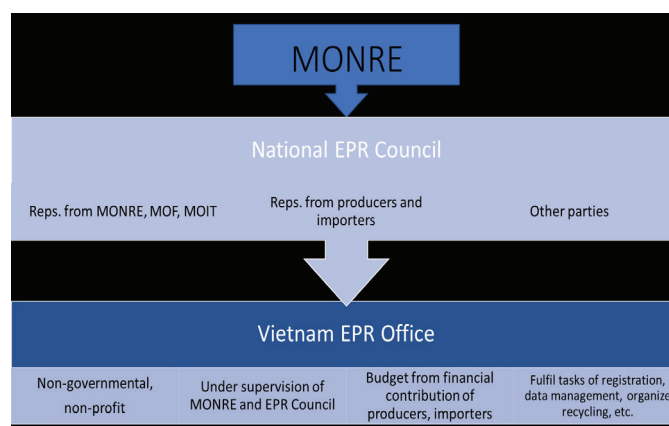 MONRE
National EPR Council
Reps. from MONRE, MOF, MOIT
Reps. from producers and
importers
Other parties
Vietnam EPR Office
Non-governmental,
non-profit
Under supervision of
MONRE and EPR Council
Budget from financial
contribution of
producers, importers
Fulfil tasks of registration,
data management, organize
recycling, etc.